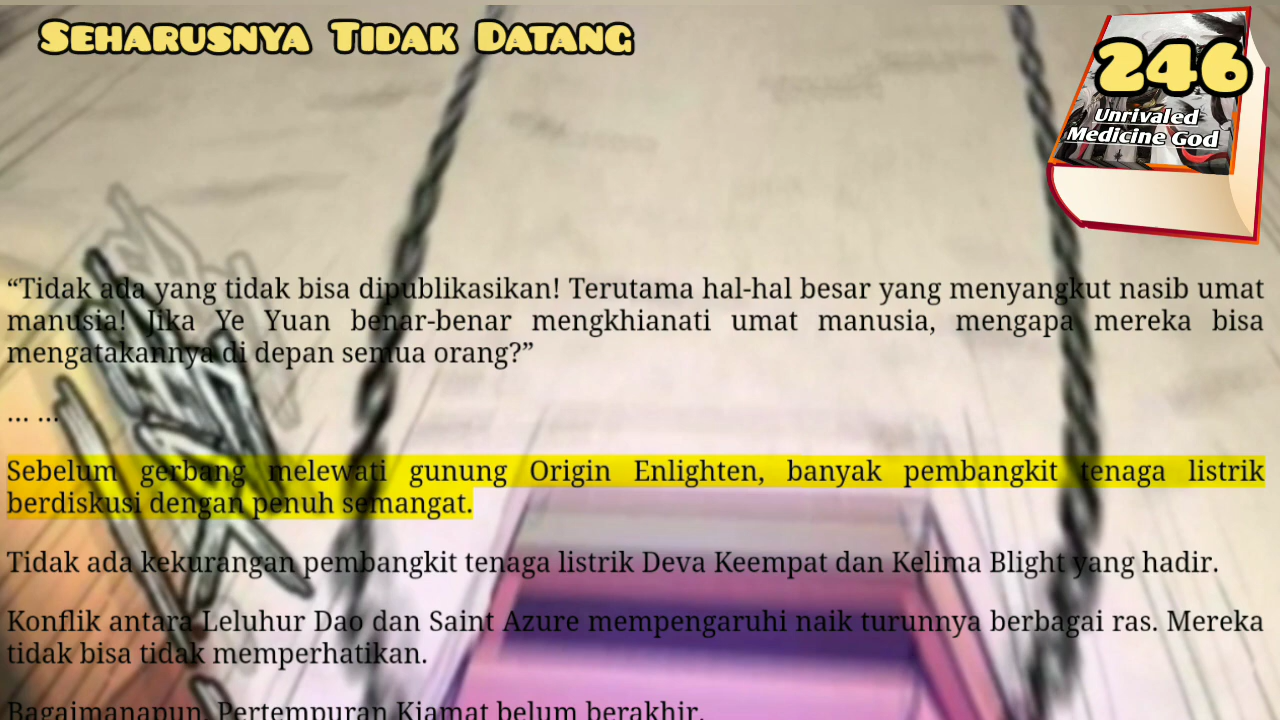 Seharusnya Tidak Datang
246
Unrivaled
Medicine God
“Tidak ada yang tidak bisa dipublikasikan! Terutama hal-hal besar yang menyangkut nasib umat
manusia! Jika Ye Yuan benar-benar mengkhianati umat manusia, mengapa mereka bisa
mengatakannya di depan semua orang?”
... ...
Sebelum gerbang melewati gunung Origin Enlighten, banyak pembangkit tenaga listrik
berdiskusi dengan penuh semangat.
Tidak ada kekurangan pembangkit tenaga listrik Deva Keempat dan Kelima Blight yang hadir.
Konflik antara Leluhur Dao dan Saint Azure mempengaruhi naik turunnya berbagai ras. Mereka
tidak bisa tidak memperhatikan.
Bagaimanapun, Pertempuran Kiamat belum berakhir.